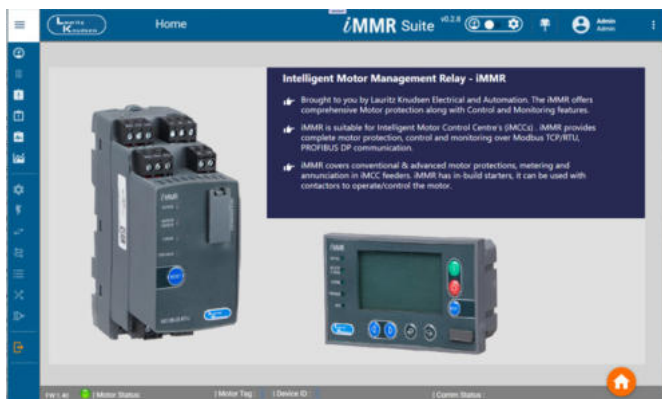 Lauritz Knudsen
Home
iMMR Suite v0.2.8
Admin
Admin
Intelligent Motor Management Relay - iMMR
Brought to you by Lauritz Knudsen Electrical and Automation. The iMMR offers
comprehensive Motor protection along with Control and Monitoring features.
iMMR is suitable for Intelligent Motor Control Centre's (iMCCs) . iMMR provides
complete motor protection, control and monitoring over Modbus TCP/RTU,
PROFIBUS DP communication.
iMMR covers conventional & advanced motor protections, metering and
annunciation in iMCC feeders. iMMR has in-build starters, it can be used with
contactors to operate/control the motor.
iMMR
iMMR
RESET
| Motor Status
| Motor Tag :
| Device ID :
| Comm Status :